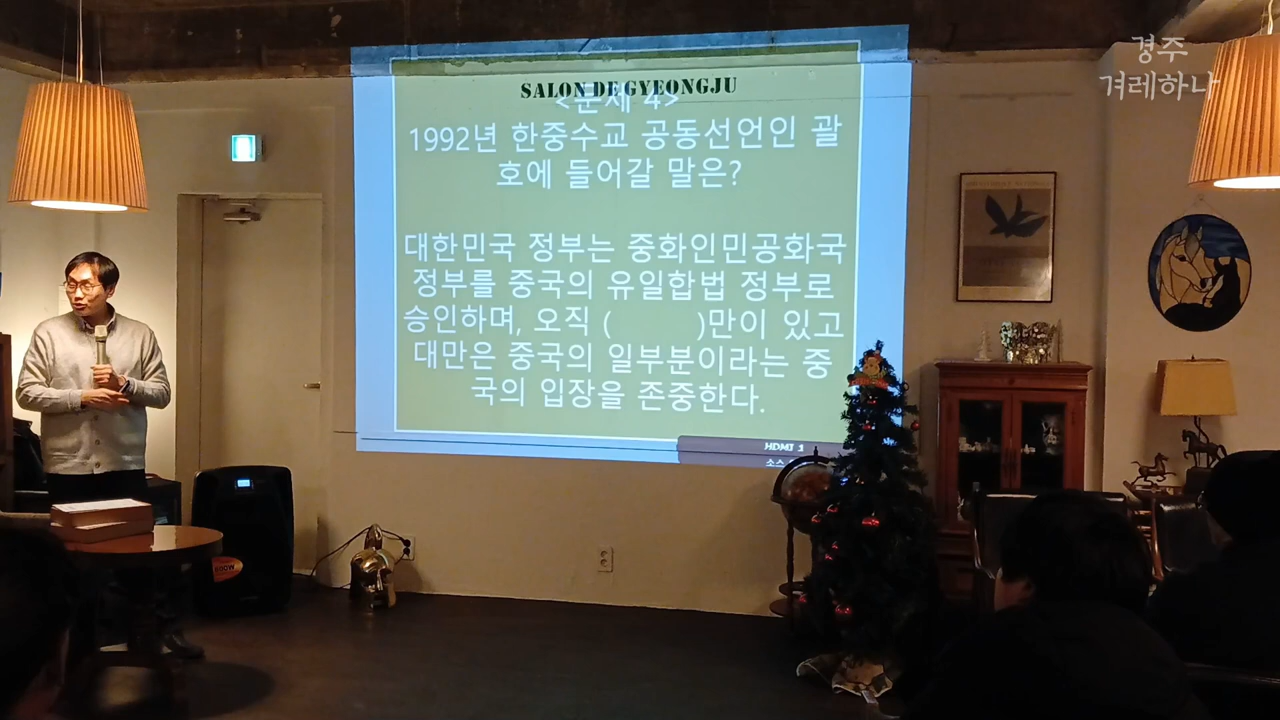 경주
겨레하나
SALON DE GYEONGJU
<문제 4>
1992년 한중수교 공동선언인 괄
호에 들어갈 말은?
대한민국 정부는 중화인민공화국
정부를 중국의 유일합법 정부로
승인하며, 오직 ( )만이 있고
대만은 중국의 일부분이라는 중
국의 입장을 존중한다.
HDMI 1
소스
600W